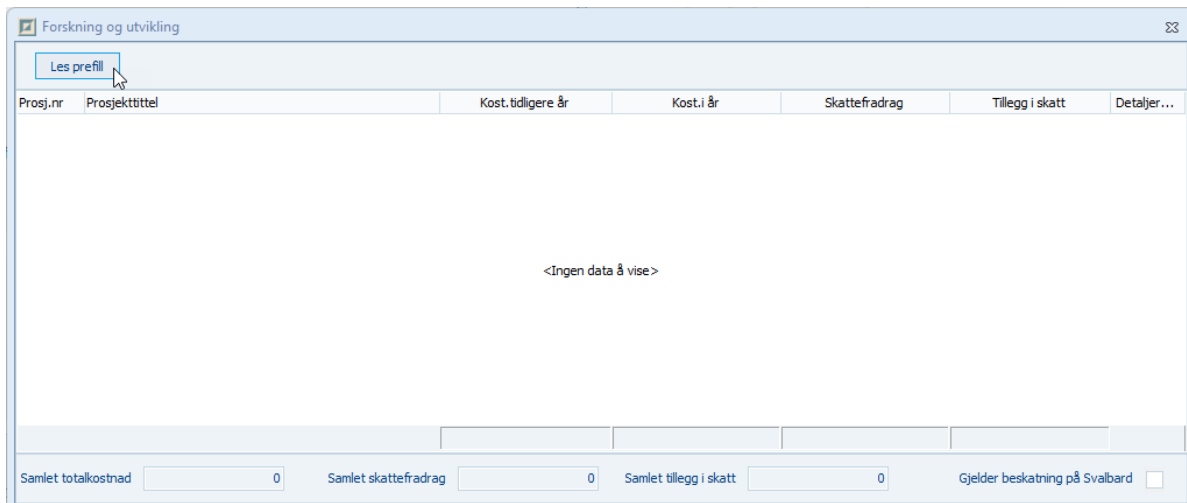 Forskning og utvikling
Les prefill
Prosj.nr Prosjekttittel Kost.tidligere år Kost.i år Skattefradrag Tillegg i skatt Detaljer...
<Ingen data å vise>
Samlet totalkostnad 0 Samlet skattefradrag 0 Samlet tillegg i skatt 0 Gjelder beskatning på Svalbard